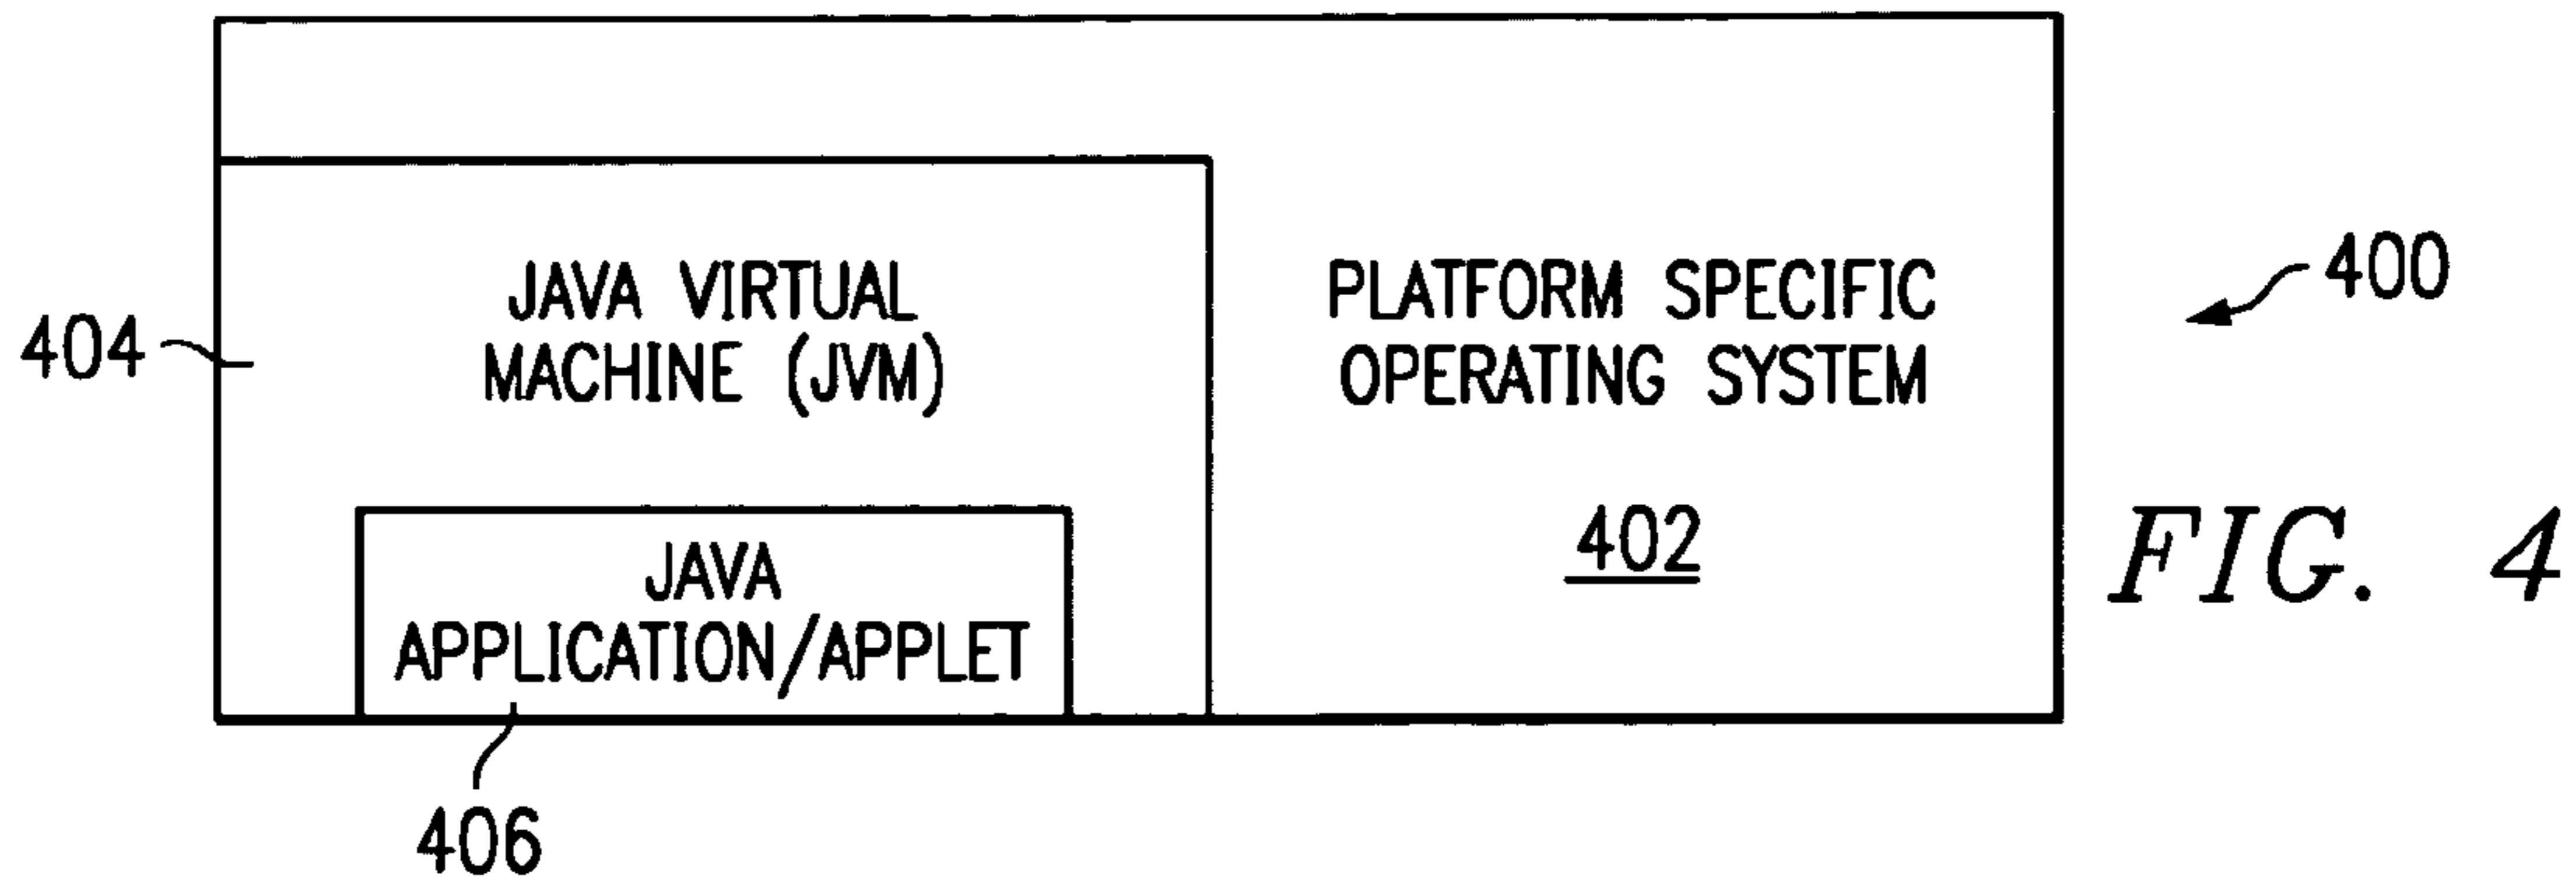 JAVA VIRTUAL
MACHINE (JVM)
404
JAVA
APPLICATION/APPLET
406
PLATFORM SPECIFIC
OPERATING SYSTEM
402
400
FIG. 4